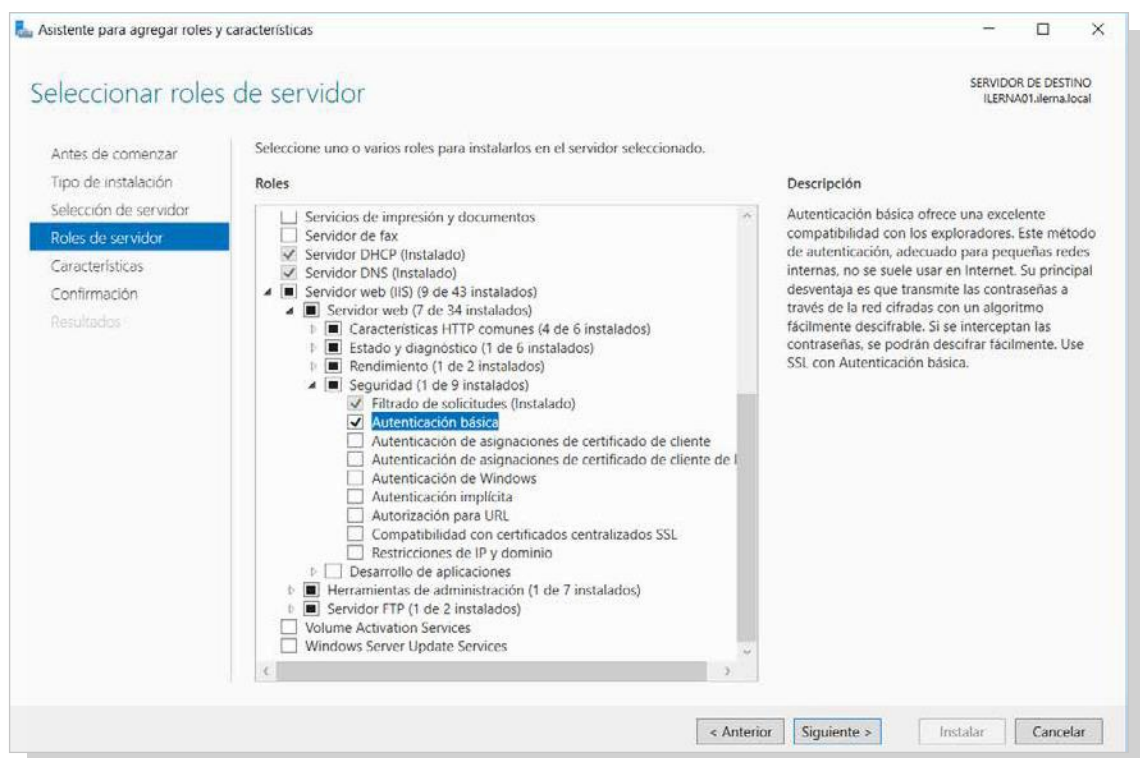 Asistente para agregar roles y características
Seleccionar roles de servidor
SERVIDOR DE DESTINO
ILERNA01.ilerna.local
Antes de comenzar
Tipo de instalación
Selección de servidor
Roles de servidor
Características
Confirmación
Resultados
Seleccione uno o varios roles para instalarlos en el servidor seleccionado.
Roles
Servicios de impresión y documentos
Servidor de fax
Servidor DHCP (Instalado)
Servidor DNS (Instalado)
Servidor web (IIS) (9 de 43 instalados)
Servidor web (7 de 34 instalados)
Características HTTP comunes (4 de 6 instalados)
Estado y diagnóstico (1 de 6 instalados)
Rendimiento (1 de 2 instalados)
Seguridad (1 de 9 instalados)
Filtrado de solicitudes (Instalado)
Autenticación básica
Autenticación de asignaciones de certificado de cliente
Autenticación de asignaciones de certificado de cliente de I
Autenticación de Windows
Autenticación implícita
Autorización para URL
Compatibilidad con certificados centralizados SSL
Restricciones de IP y dominio
Desarrollo de aplicaciones
Herramientas de administración (1 de 7 instalados)
Servidor FTP (1 de 2 instalados)
Volume Activation Services
Windows Server Update Services
Descripción
Autenticación básica ofrece una excelente
compatibilidad con los exploradores. Este método
de autenticación, adecuado para pequeñas redes
internas, no se suele usar en Internet. Su principal
desventaja es que transmite las contraseñas a
través de la red cifradas con un algoritmo
fácilmente descifrable. Si se interceptan las
contraseñas, se podrán descifrar fácilmente. Use
SSL con Autenticación básica.
< Anterior
Siguiente >
Instalar
Cancelar